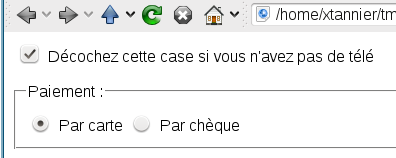 /home/xtannier/tm
Décochez cette case si vous n'avez pas de télé
Paiement :
Par carte Par chèque